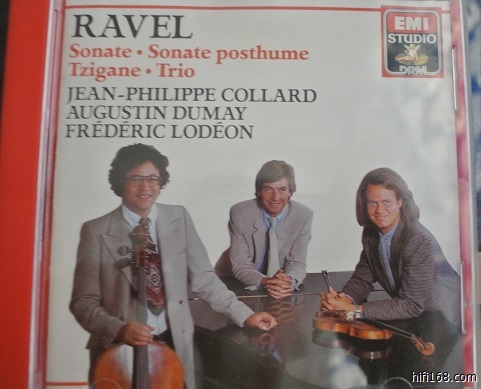 RAVEL
Sonate · Sonate posthume
Tzigane · Trio
JEAN-PHILIPPE COLLARD
AUGUSTIN DUMAY
FRÉDÉRIC LODÉON
EMI
STUDIO
hifi168.com